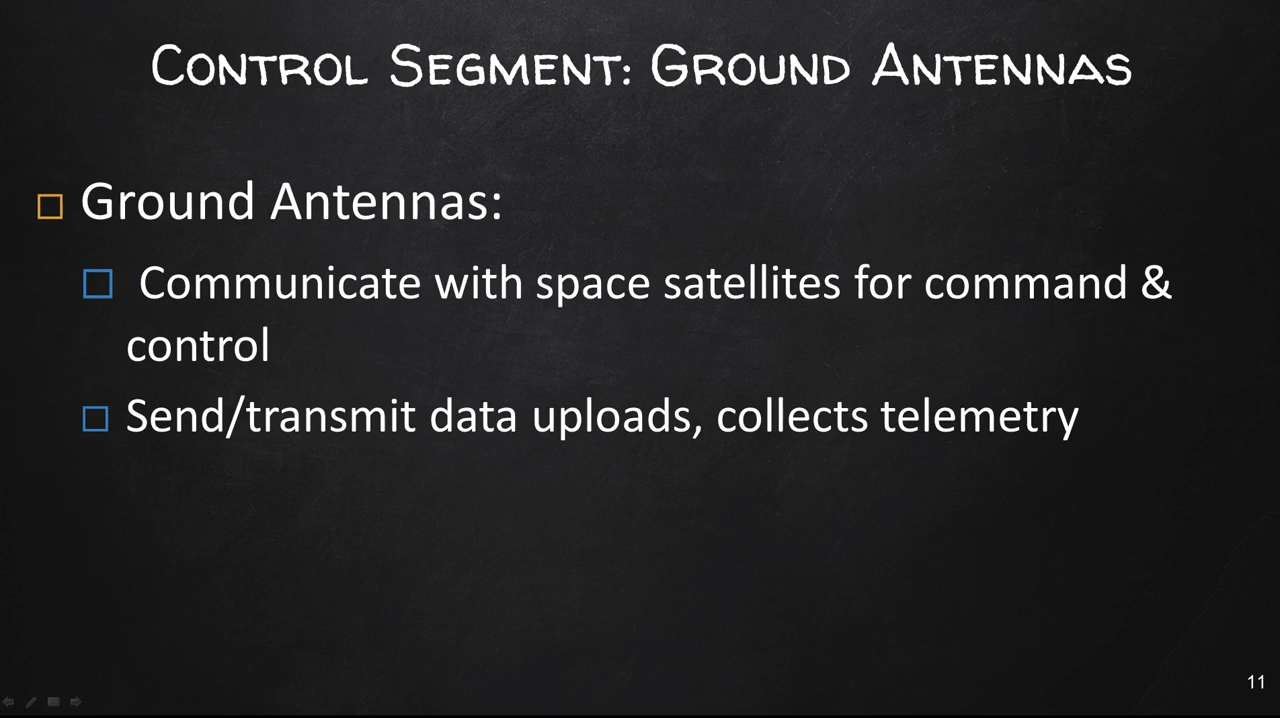 Control Segment: Ground Antennas
Ground Antennas:
Communicate with space satellites for command &
control
Send/transmit data uploads, collects telemetry
11